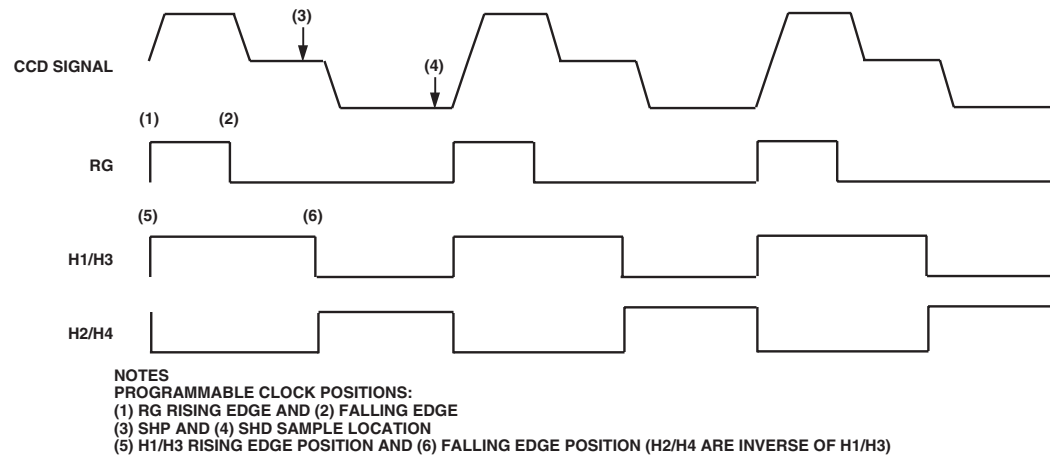 (3)
CCD SIGNAL
(4)
(1)
(2)
RG
(5)
(6)
H1/H3
H2/H4
NOTES
PROGRAMMABLE CLOCK POSITIONS:
(1) RG RISING EDGE AND (2) FALLING EDGE
(3) SHP AND (4) SHD SAMPLE LOCATION
(5) H1/H3 RISING EDGE POSITION AND (6) FALLING EDGE POSITION (H2/H4 ARE INVERSE OF H1/H3)